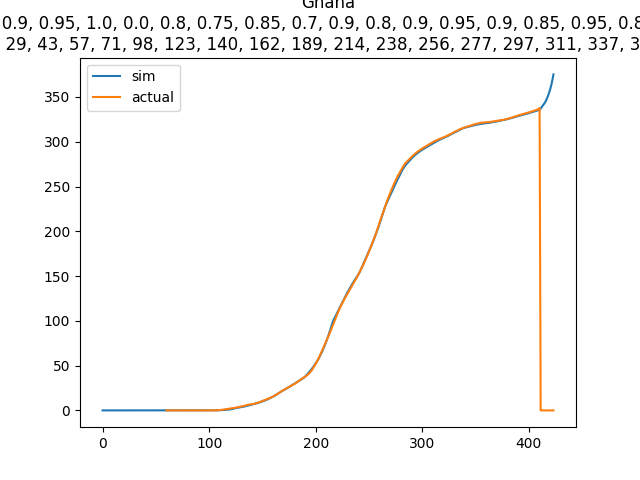 Ghana
0.9, 0.95, 1.0, 0.0, 0.8, 0.75, 0.85, 0.7, 0.9, 0.8, 0.9, 0.95, 0.9, 0.85, 0.95, 0.8
29, 43, 57, 71, 98, 123, 140, 162, 189, 214, 238, 256, 277, 297, 311, 337, 3
sim
actual
350
300
250
200
150
100
50
0
0 100 200 300 400